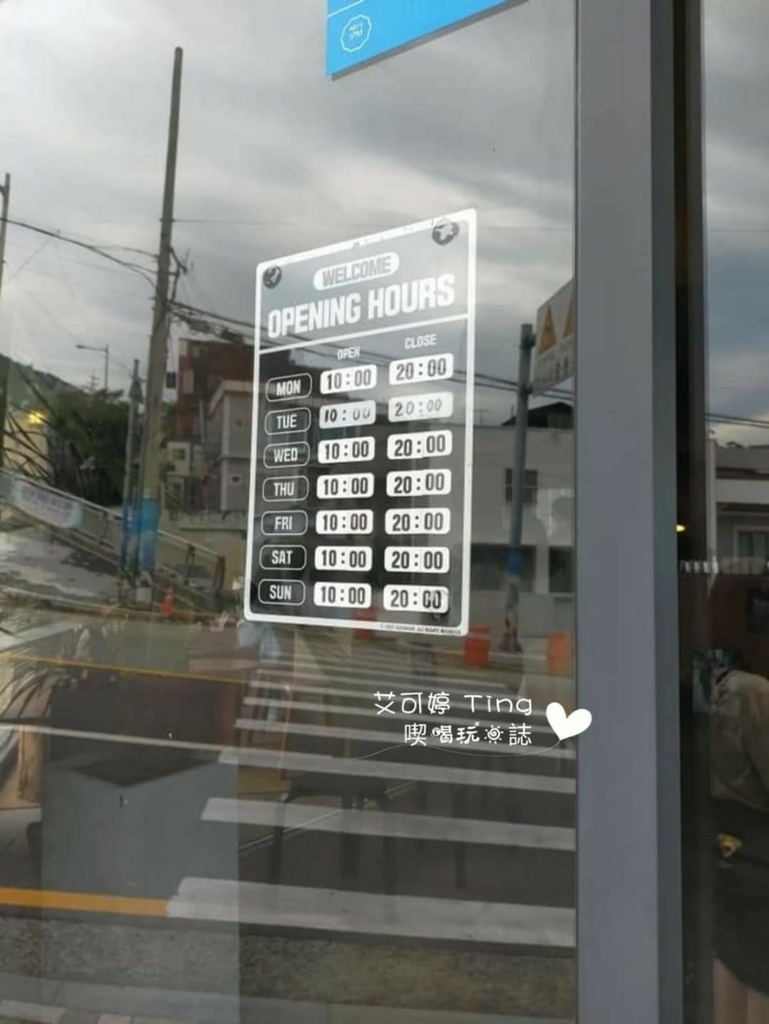 WELCOME
OPENING HOURS
OPEN CLOSE
MON 10:00 20:00
TUE 10:00 20:00
WED 10:00 20:00
THU 10:00 20:00
FRI 10:00 20:00
SAT 10:00 20:00
SUN 10:00 20:00
艾可婷 Ting
喫喝玩樂誌